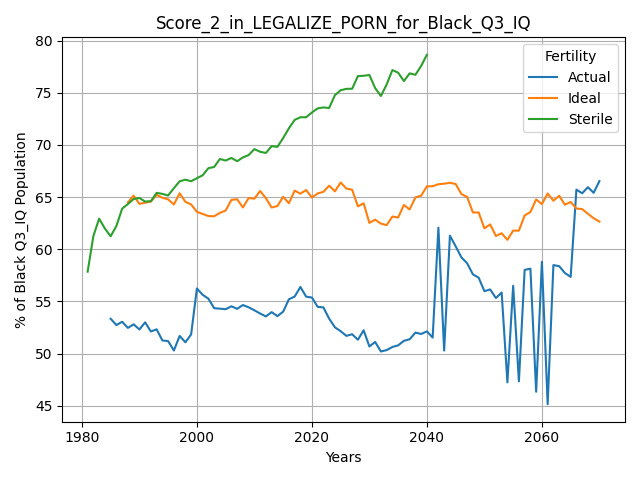 Score_2_in_LEGALIZE_PORN_for_Black_Q3_IQ
Fertility
Actual
Ideal
Sterile
% of Black Q3_IQ Population
80
75
70
65
60
55
50
45
1980
2000
2020
2040
2060
Years